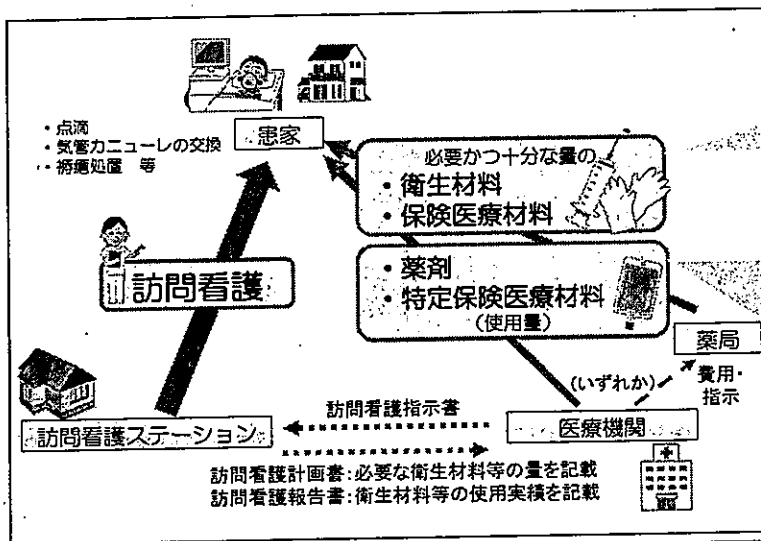 ・点滴
・気管カニューレの交換
・褥瘡処置 等
患家
必要かつ十分な量の
・衛生材料
・保険医療材料
・薬剤
・特定保険医療材料
(使用量)
訪問看護
薬局
(いずれか)
費用・
指示
訪問看護指示書
訪問看護ステーション
医療機関
訪問看護計画書:必要な衛生材料等の量を記載
訪問看護報告書:衛生材料等の使用実績を記載